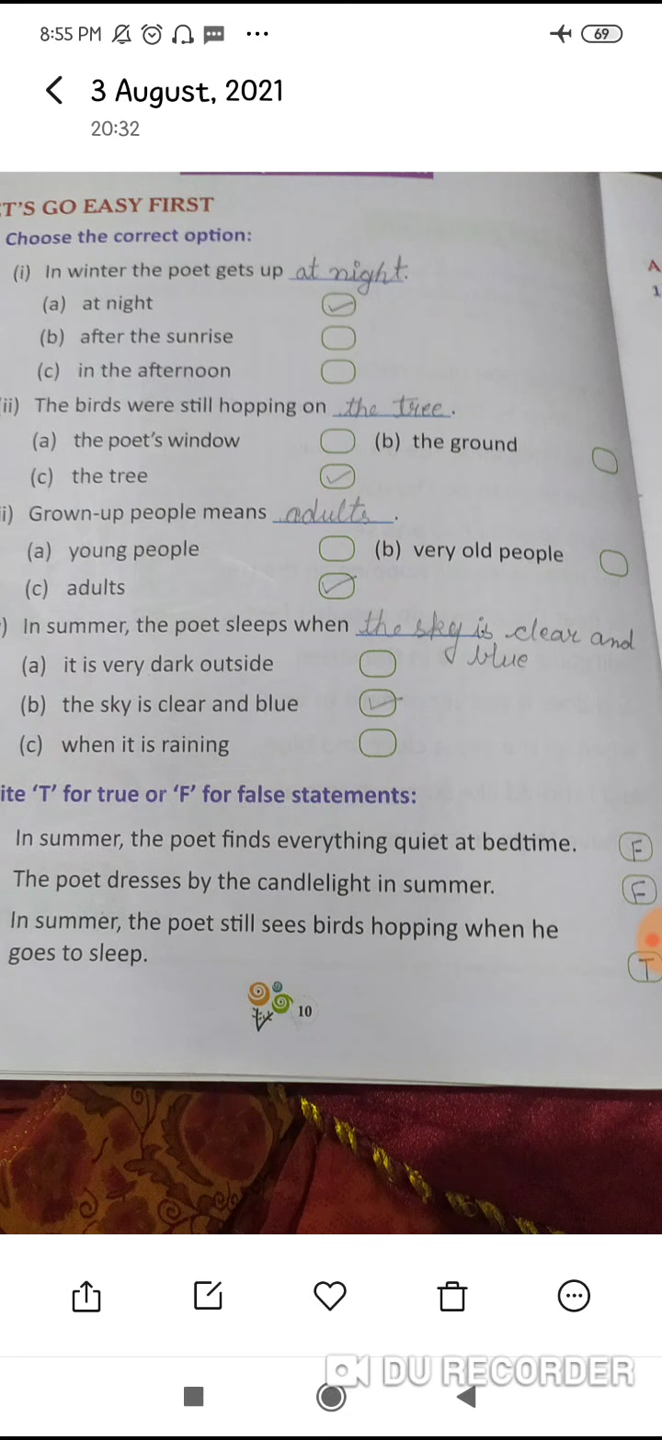 8:55 PM ... 69
3 August, 2021
20:32
T'S GO EASY FIRST
Choose the correct option:
(i) In winter the poet gets up at night.
(a) at night
(b) after the sunrise
(c) in the afternoon
ii) The birds were still hopping on the tree.
(a) the poet's window (b) the ground
(c) the tree
i) Grown-up people means adults.
(a) young people (b) very old people
(c) adults
) In summer, the poet sleeps when the sky is clear and
blue
(a) it is very dark outside
(b) the sky is clear and blue
(c) when it is raining
ite 'T' for true or 'F' for false statements:
In summer, the poet finds everything quiet at bedtime. F
The poet dresses by the candlelight in summer. F
In summer, the poet still sees birds hopping when he
goes to sleep. T
10
A
1
DU RECORDER